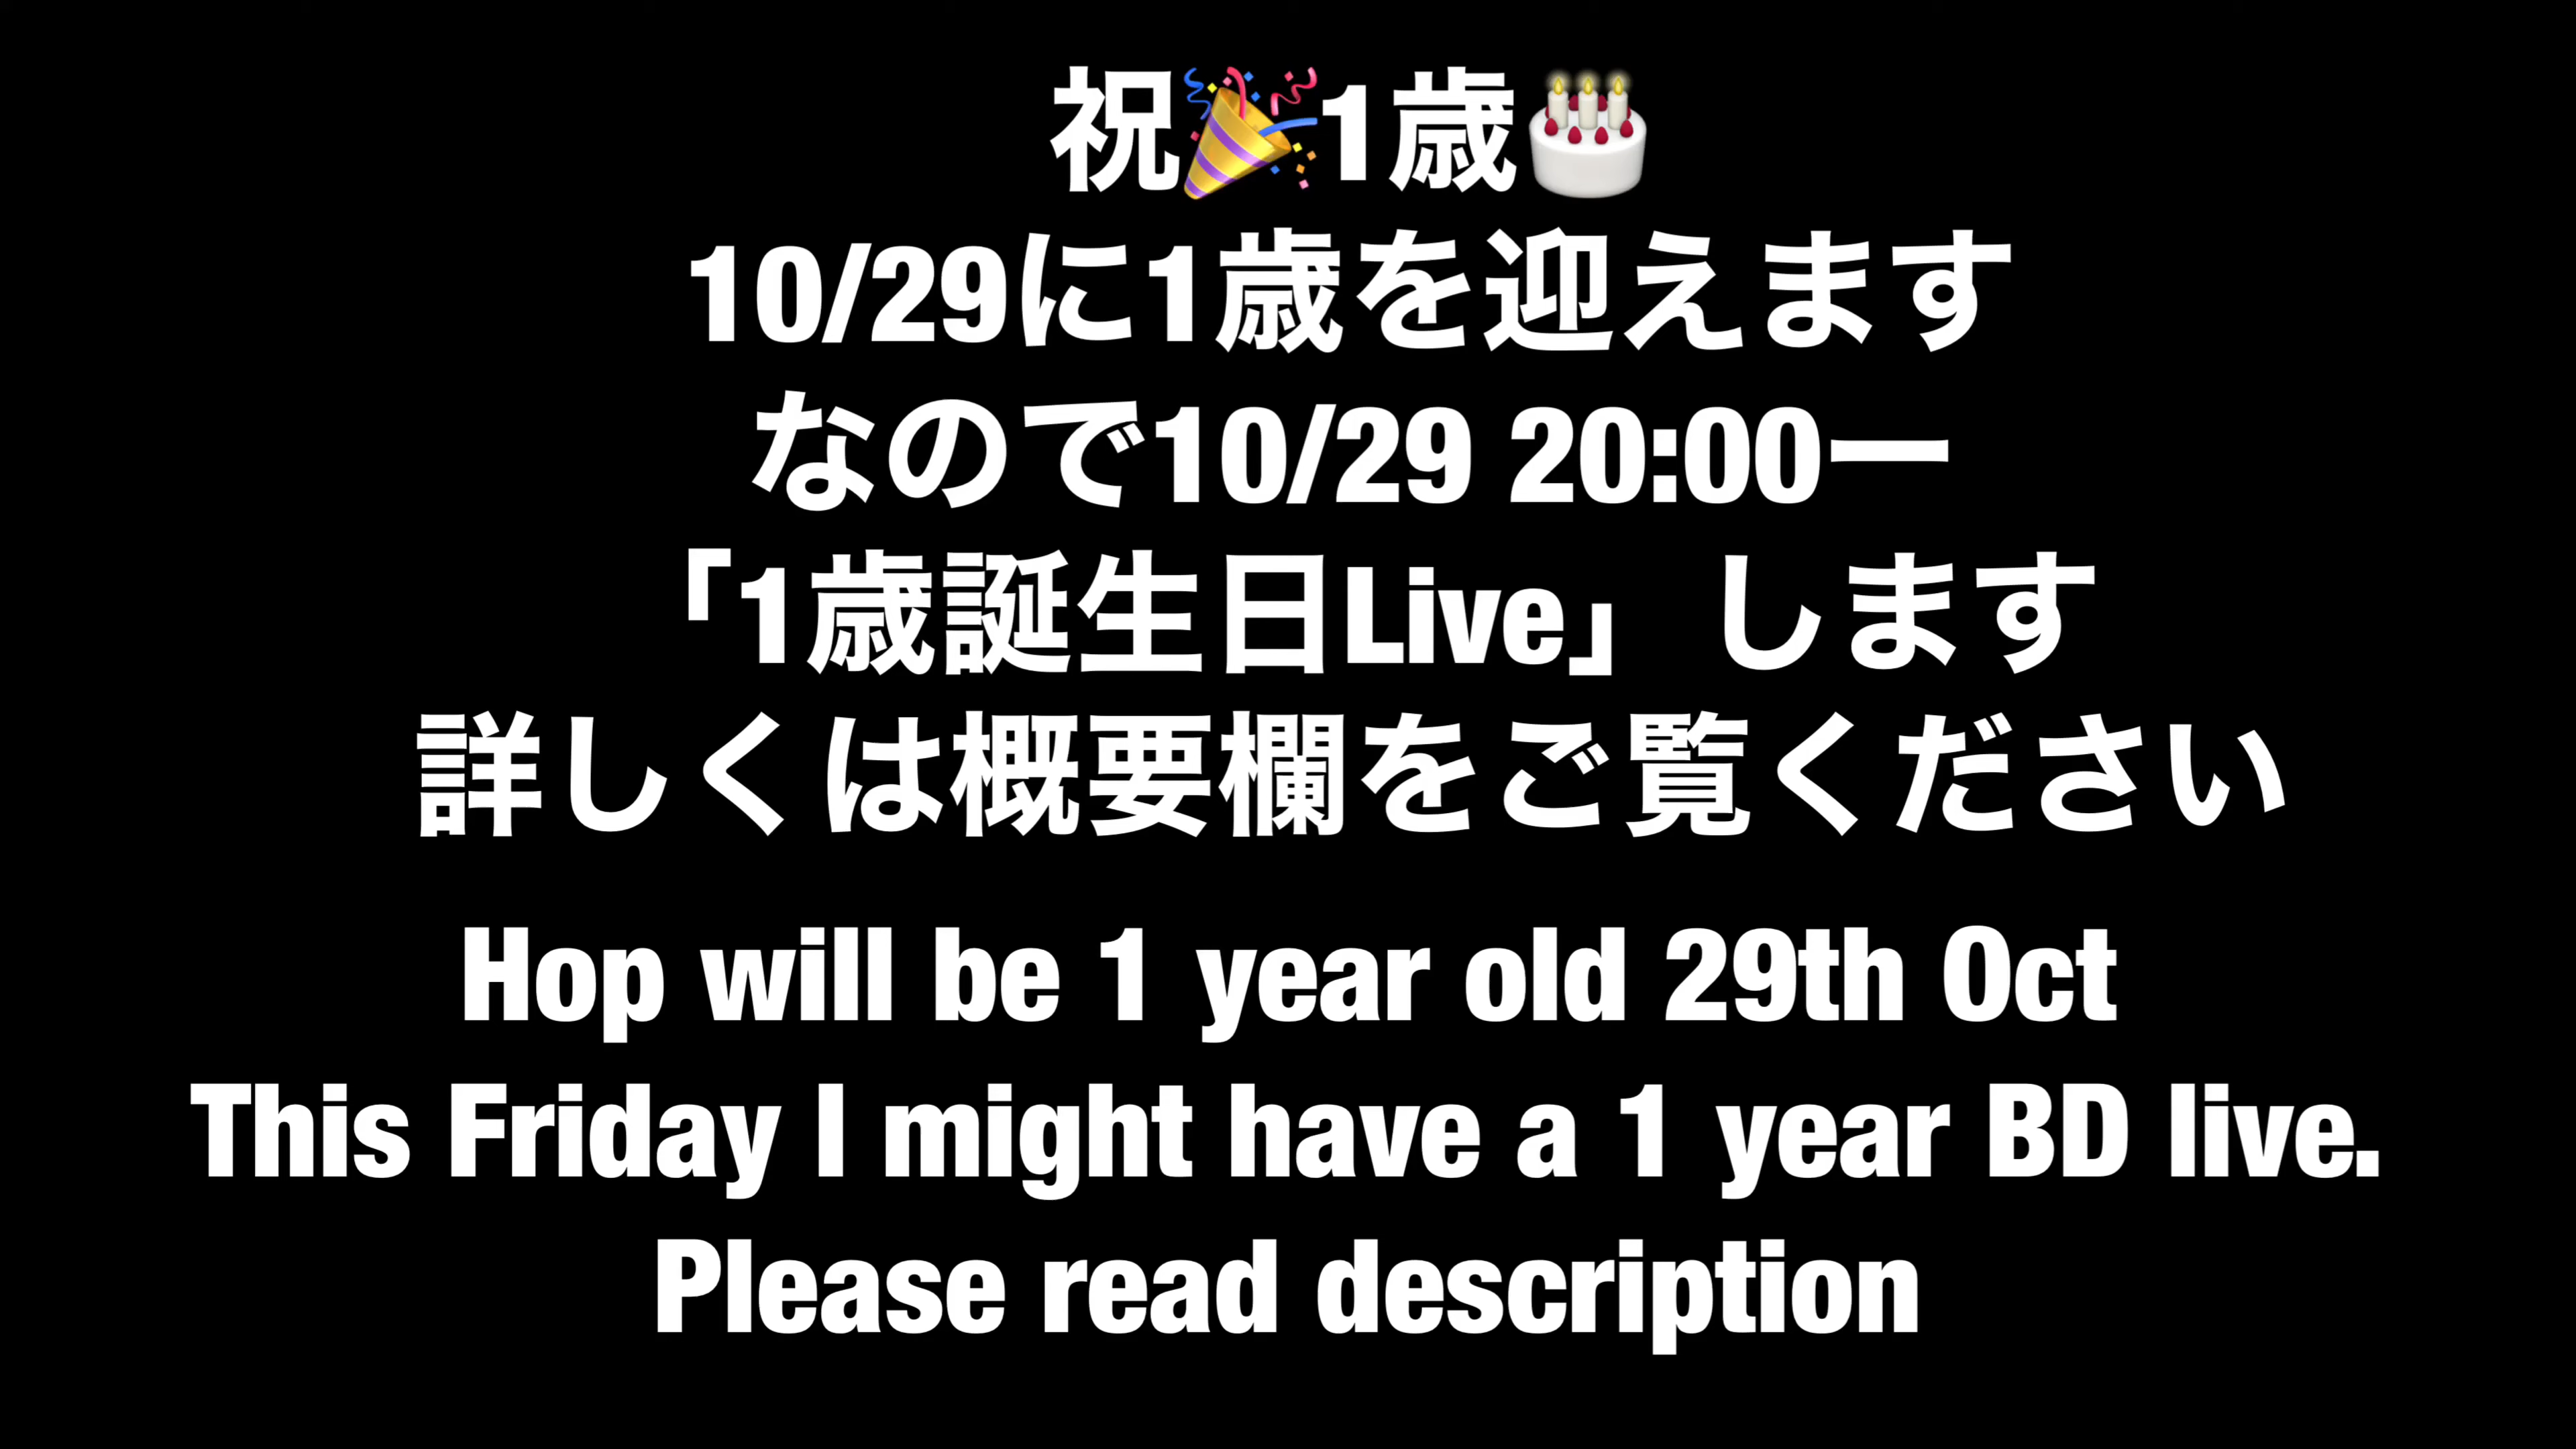 祝🎉1歳🎂
10/29に1歳を迎えます
なので10/29 20:00ー
「1歳誕生日Live」します
詳しくは概要欄をご覧ください
Hop will be 1 year old 29th Oct
This Friday I might have a 1 year BD live.
Please read description